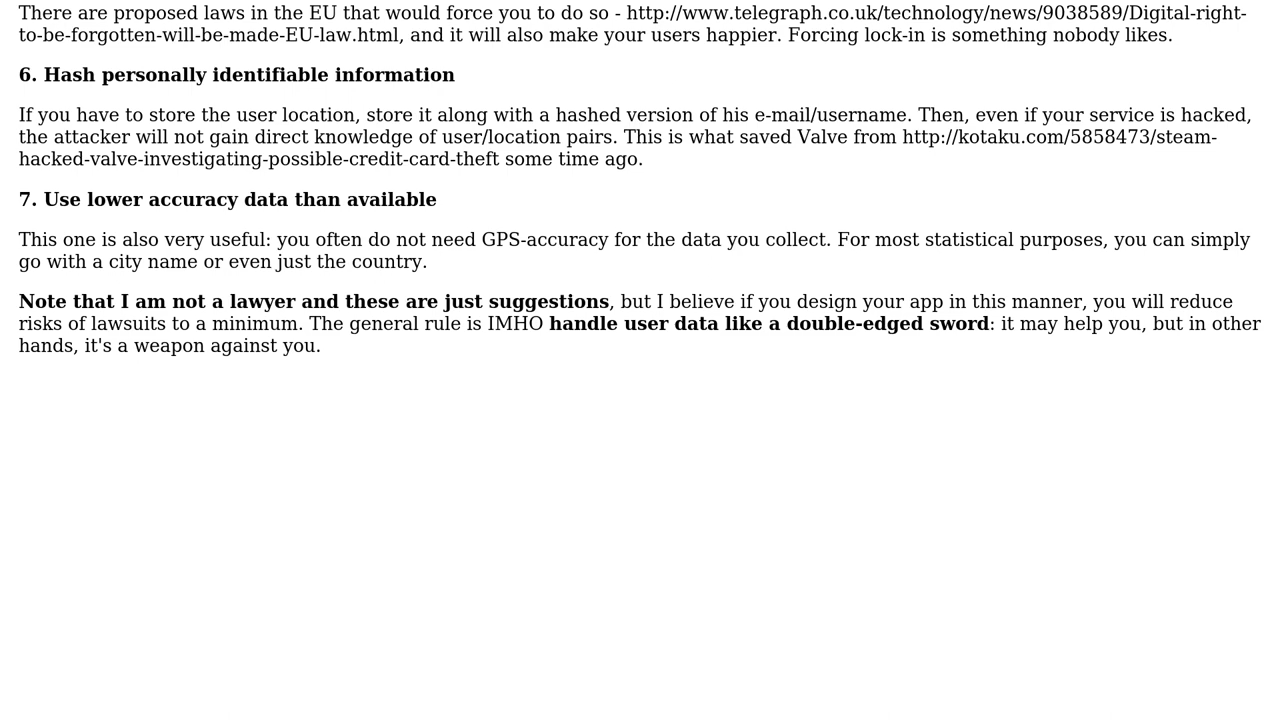 There are proposed laws in the EU that would force you to do so - http://www.telegraph.co.uk/technology/news/9038589/Digital-right-
to-be-forgotten-will-be-made-EU-law.html, and it will also make your users happier. Forcing lock-in is something nobody likes.
6. Hash personally identifiable information
If you have to store the user location, store it along with a hashed version of his e-mail/username. Then, even if your service is hacked,
the attacker will not gain direct knowledge of user/location pairs. This is what saved Valve from http://kotaku.com/5858473/steam-
hacked-valve-investigating-possible-credit-card-theft some time ago.
7. Use lower accuracy data than available
This one is also very useful: you often do not need GPS-accuracy for the data you collect. For most statistical purposes, you can simply
go with a city name or even just the country.
Note that I am not a lawyer and these are just suggestions, but I believe if you design your app in this manner, you will reduce
risks of lawsuits to a minimum. The general rule is IMHO handle user data like a double-edged sword: it may help you, but in other
hands, it's a weapon against you.